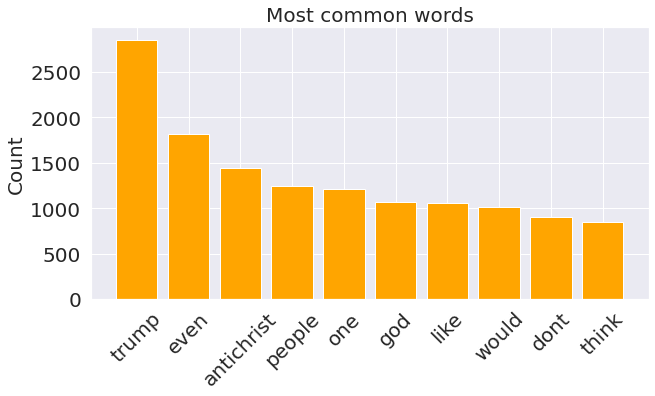 Most common words
Count
2500
2000
1500
1000
500
0
trump
even
antichrist
people
one
god
like
would
dont
think